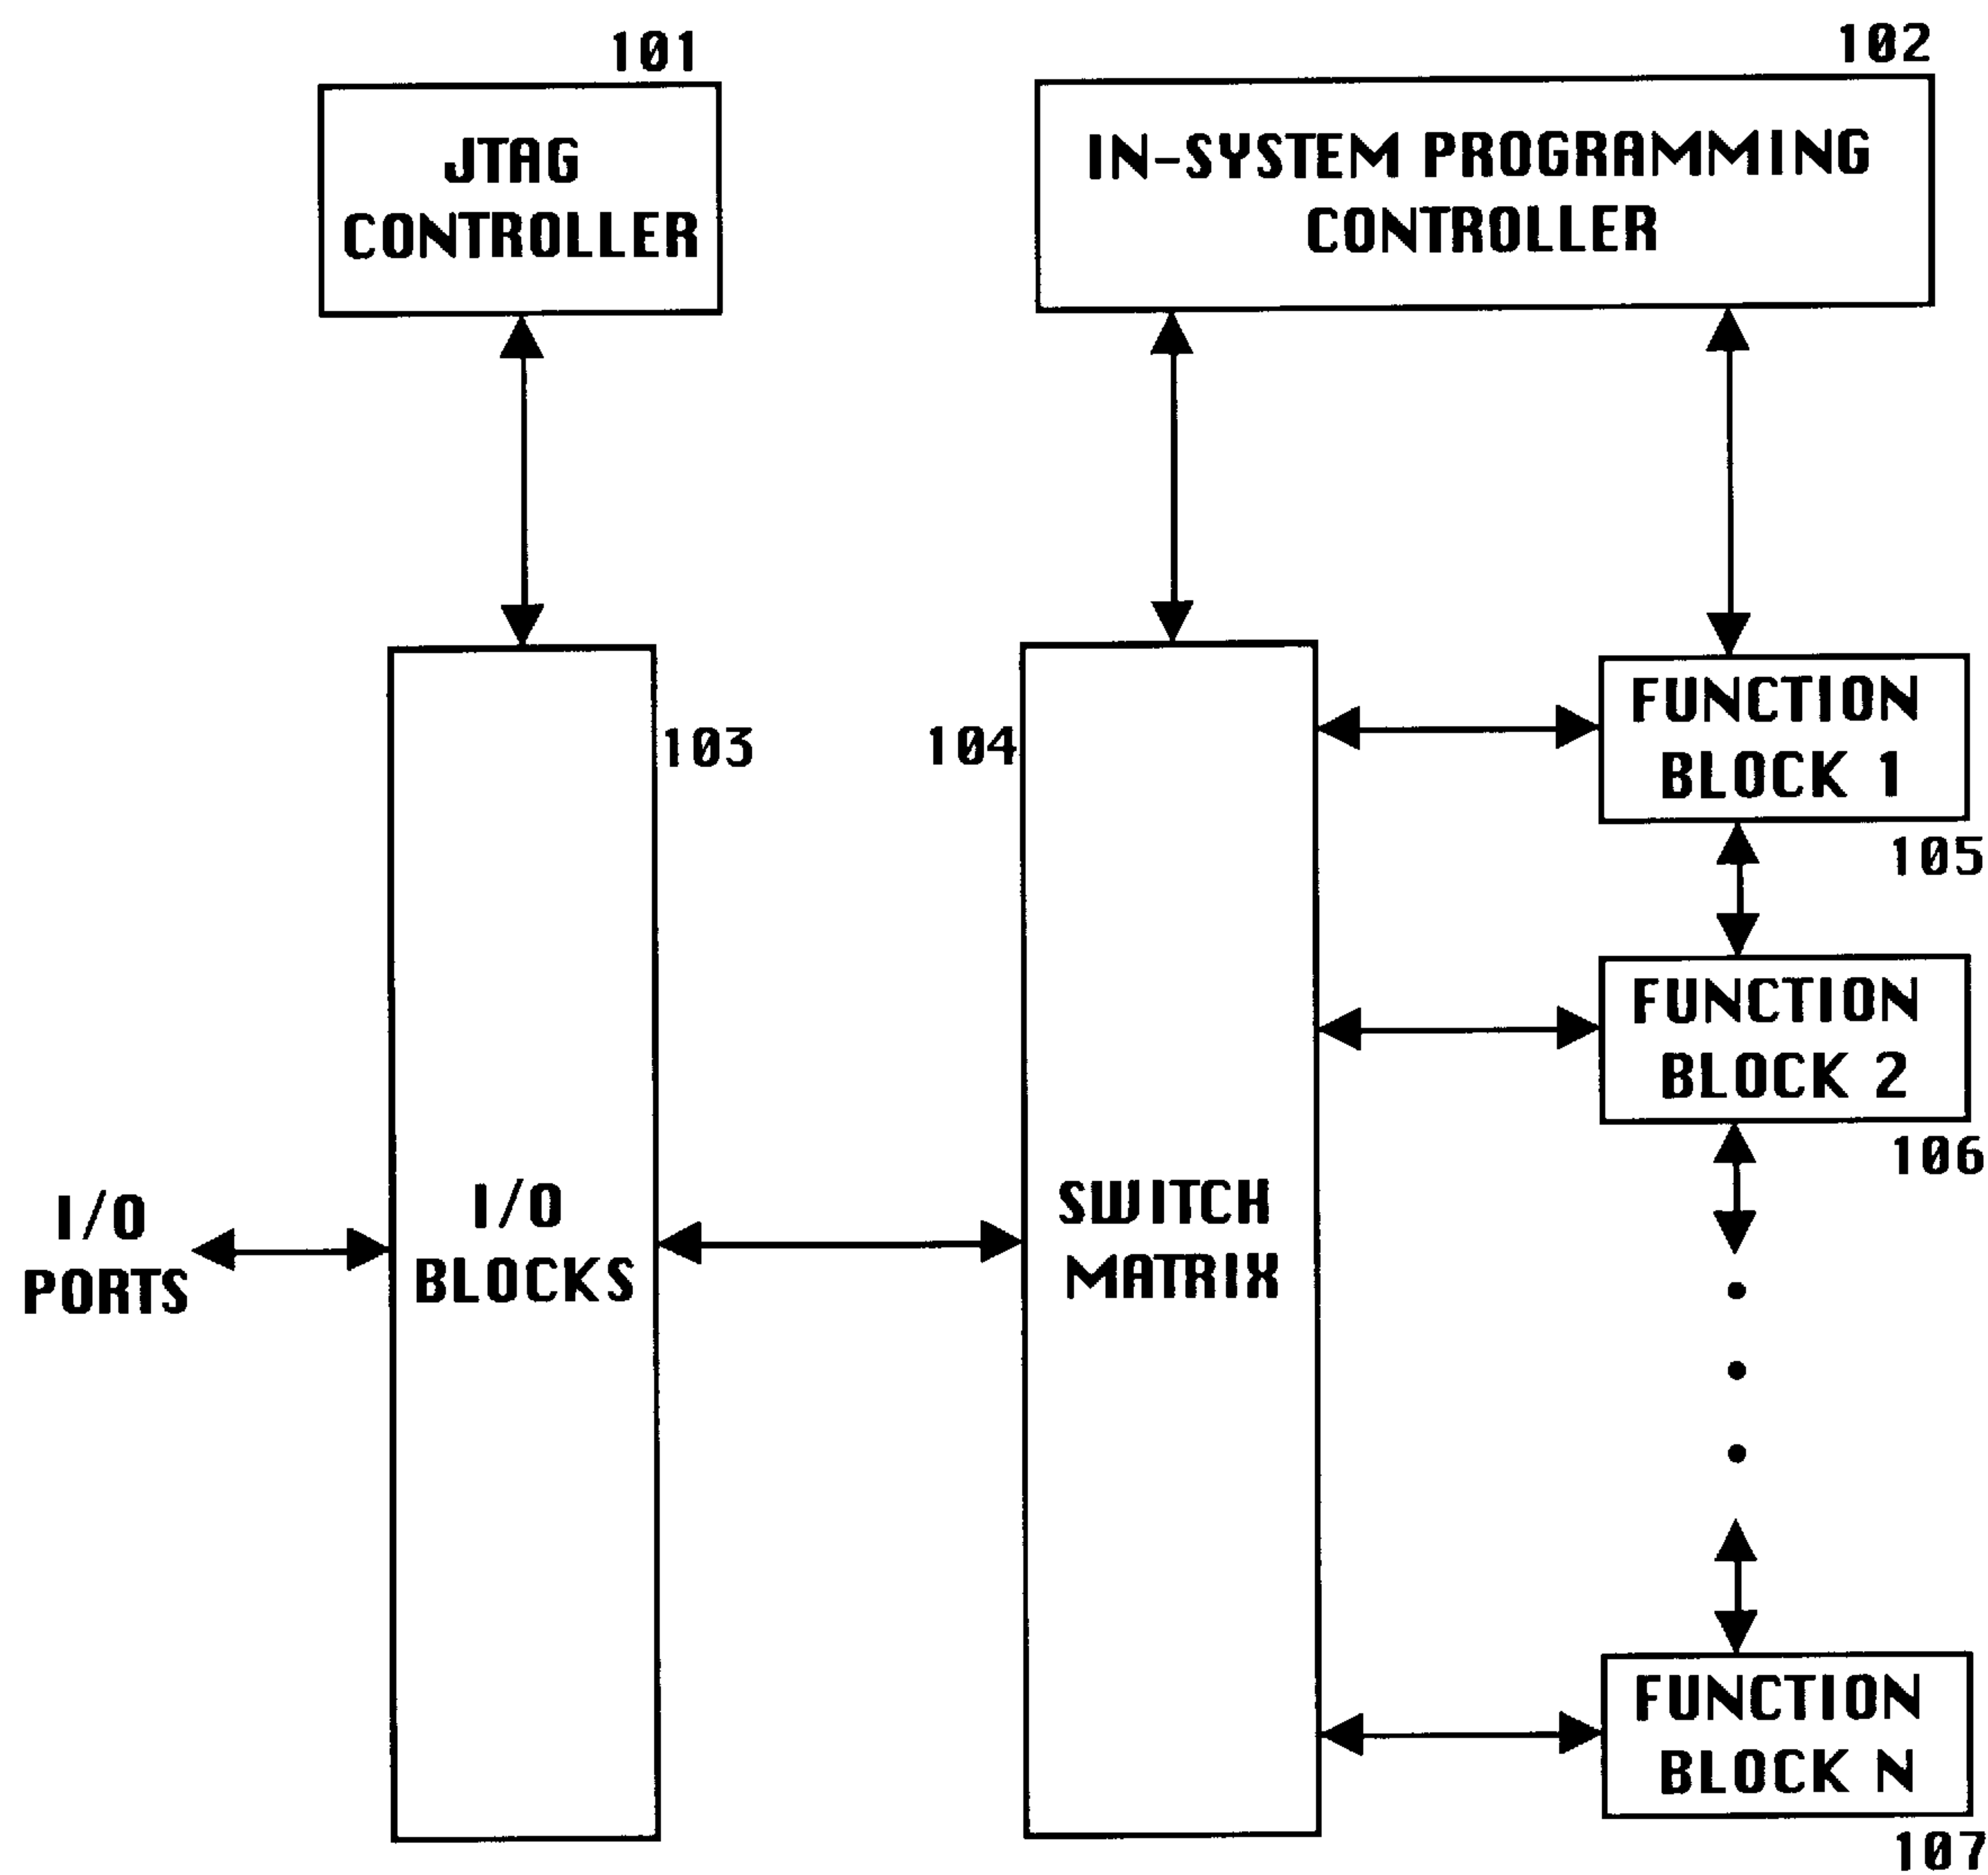 101
JTAG
CONTROLLER
102
IN-SYSTEM PROGRAMMING
CONTROLLER
103
104
FUNCTION
BLOCK 1
105
FUNCTION
BLOCK 2
106
I/O
PORTS
I/O
BLOCKS
SWITCH
MATRIX
FUNCTION
BLOCK N
107